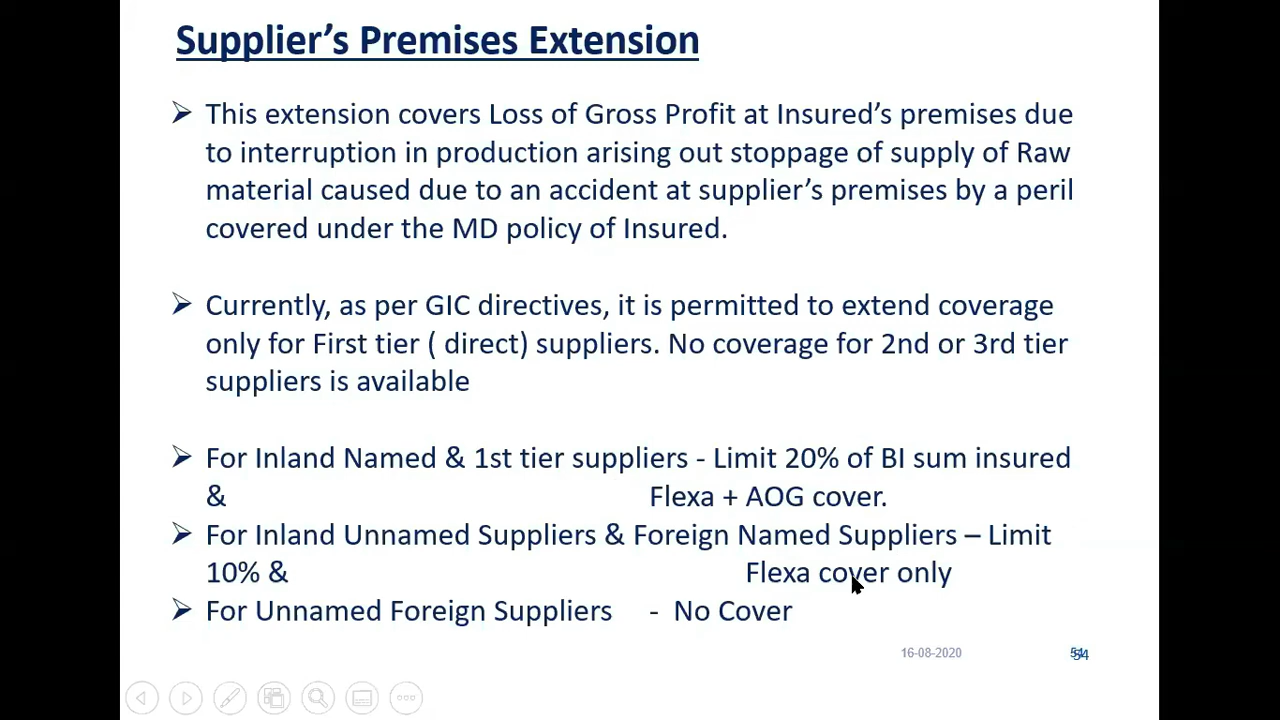 Supplier's Premises Extension
➢ This extension covers Loss of Gross Profit at Insured's premises due
to interruption in production arising out stoppage of supply of Raw
material caused due to an accident at supplier's premises by a peril
covered under the MD policy of Insured.
➢ Currently, as per GIC directives, it is permitted to extend coverage
only for First tier ( direct) suppliers. No coverage for 2nd or 3rd tier
suppliers is available
➢ For Inland Named & 1st tier suppliers - Limit 20% of BI sum insured
& Flexa + AOG cover.
➢ For Inland Unnamed Suppliers & Foreign Named Suppliers – Limit
10% & Flexa cover only
➢ For Unnamed Foreign Suppliers - No Cover
16-08-2020